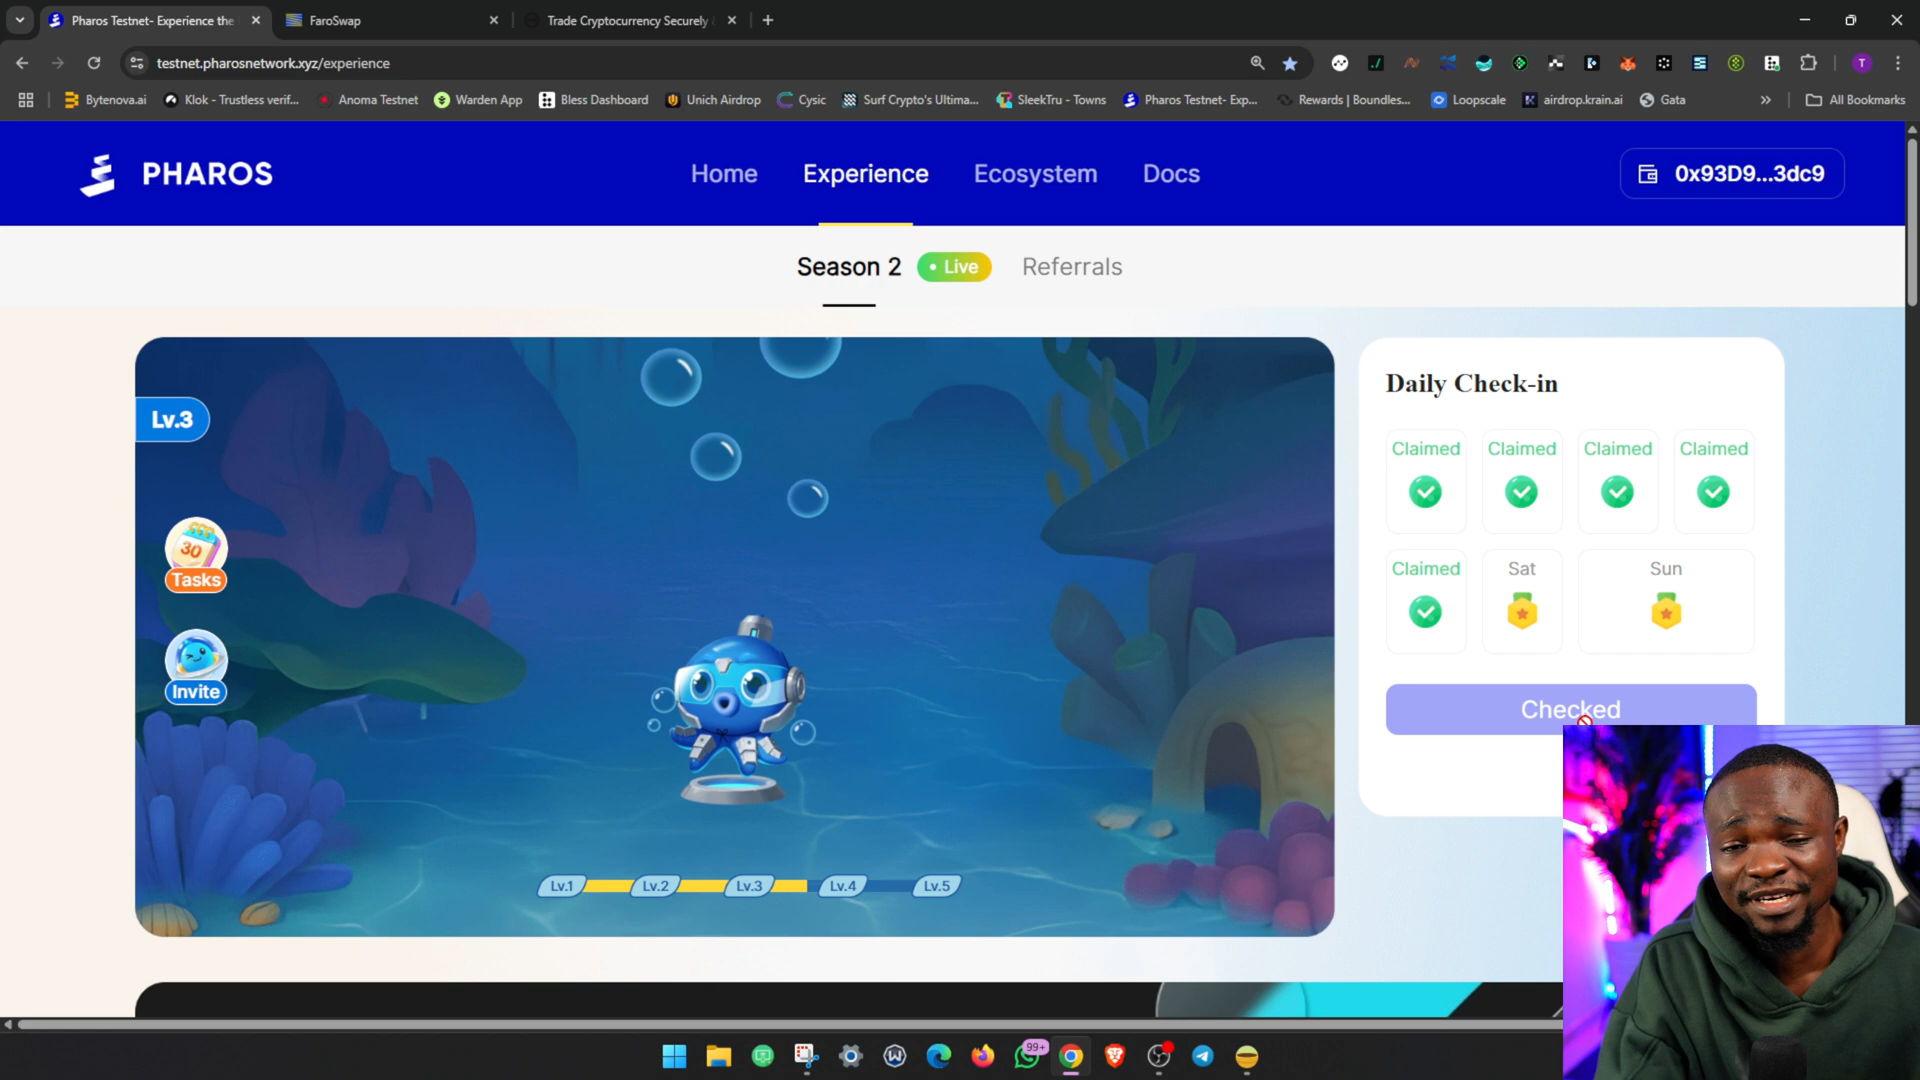 Pharos Testnet- Experience the
FaroSwap
Trade Cryptocurrency Securely
testnet.pharosnetwork.xyz/experience
T
Bytenova.ai
Klok - Trustless verif...
Anoma Testnet
Warden App
Bless Dashboard
Unich Airdrop
Cysic
Surf Crypto's Ultima...
SleekTru - Towns
Pharos Testnet- Exp...
Rewards | Boundles...
Loopscale
airdrop.krain.ai
Gata
All Bookmarks
PHAROS
Home
Experience
Ecosystem
Docs
0x93D9...3dc9
Season 2
• Live
Referrals
Lv.3
30
Tasks
Invite
Lv.1
Lv.2
Lv.3
Lv.4
Lv.5
Daily Check-in
Claimed
Claimed
Claimed
Claimed
Claimed
Sat
Sun
Checked
99+